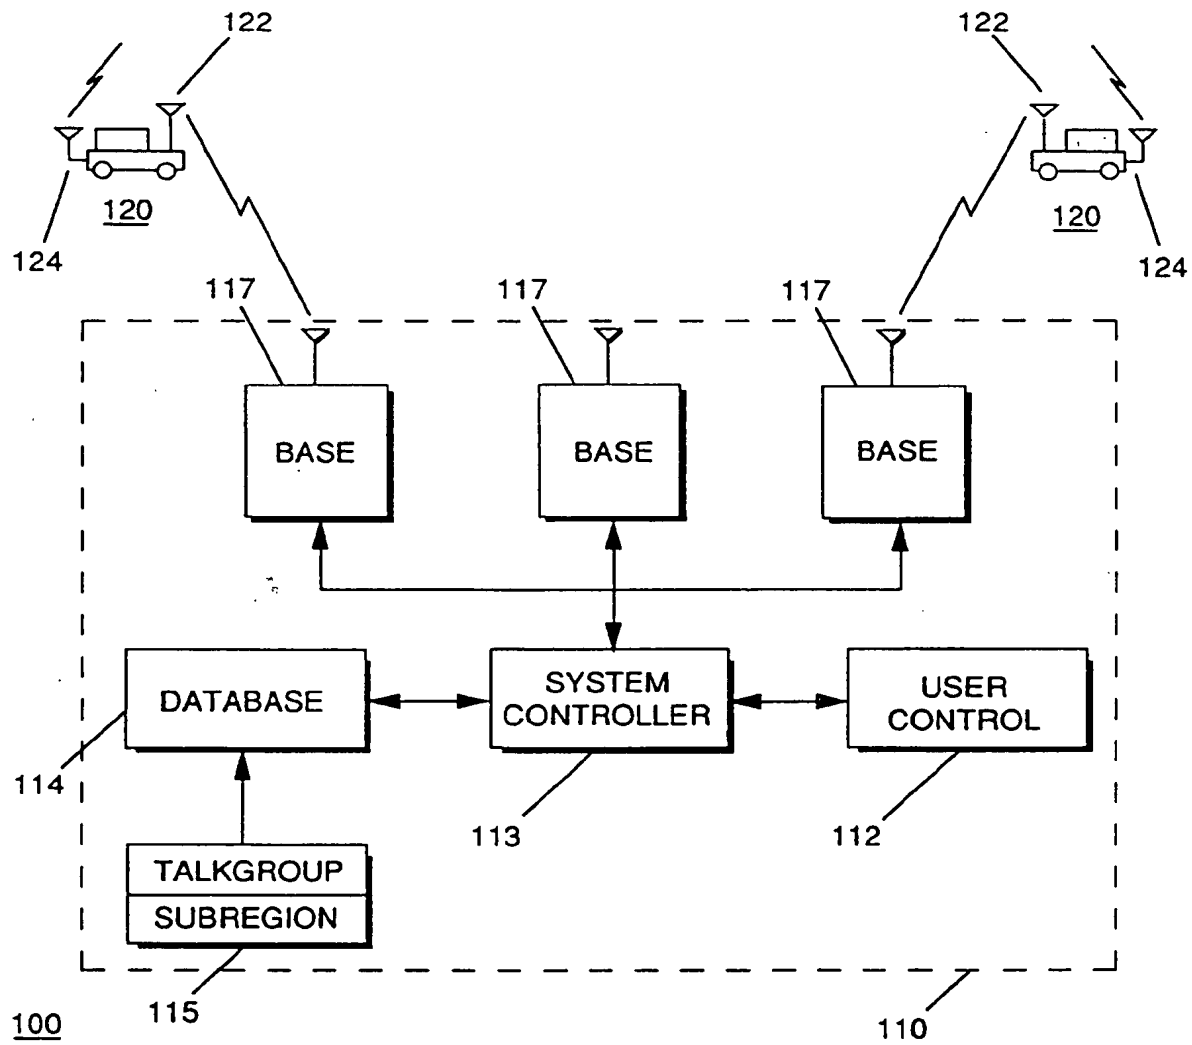 122
122
120
120
124
124
117
117
117
BASE
BASE
BASE
DATABASE
SYSTEM
CONTROLLER
USER
CONTROL
114
113
112
TALKGROUP
SUBREGION
115
110
100